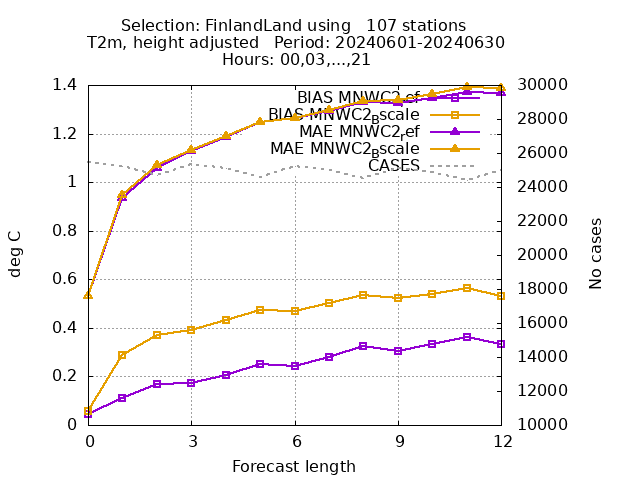 Selection: FinlandLand using   107 stations
T2m, height adjusted   Period: 20240601-20240630
Hours: 00,03,...,21
1.4
1.2
1
0.8
0.6
0.4
0.2
0
deg C
30000
28000
26000
24000
22000
20000
18000
16000
14000
12000
10000
No cases
BIAS MNWC2_ref
BIAS MNWC2_Bscale
MAE MNWC2_ref
MAE MNWC2_Bscale
CASES
0 3 6 9 12
Forecast length